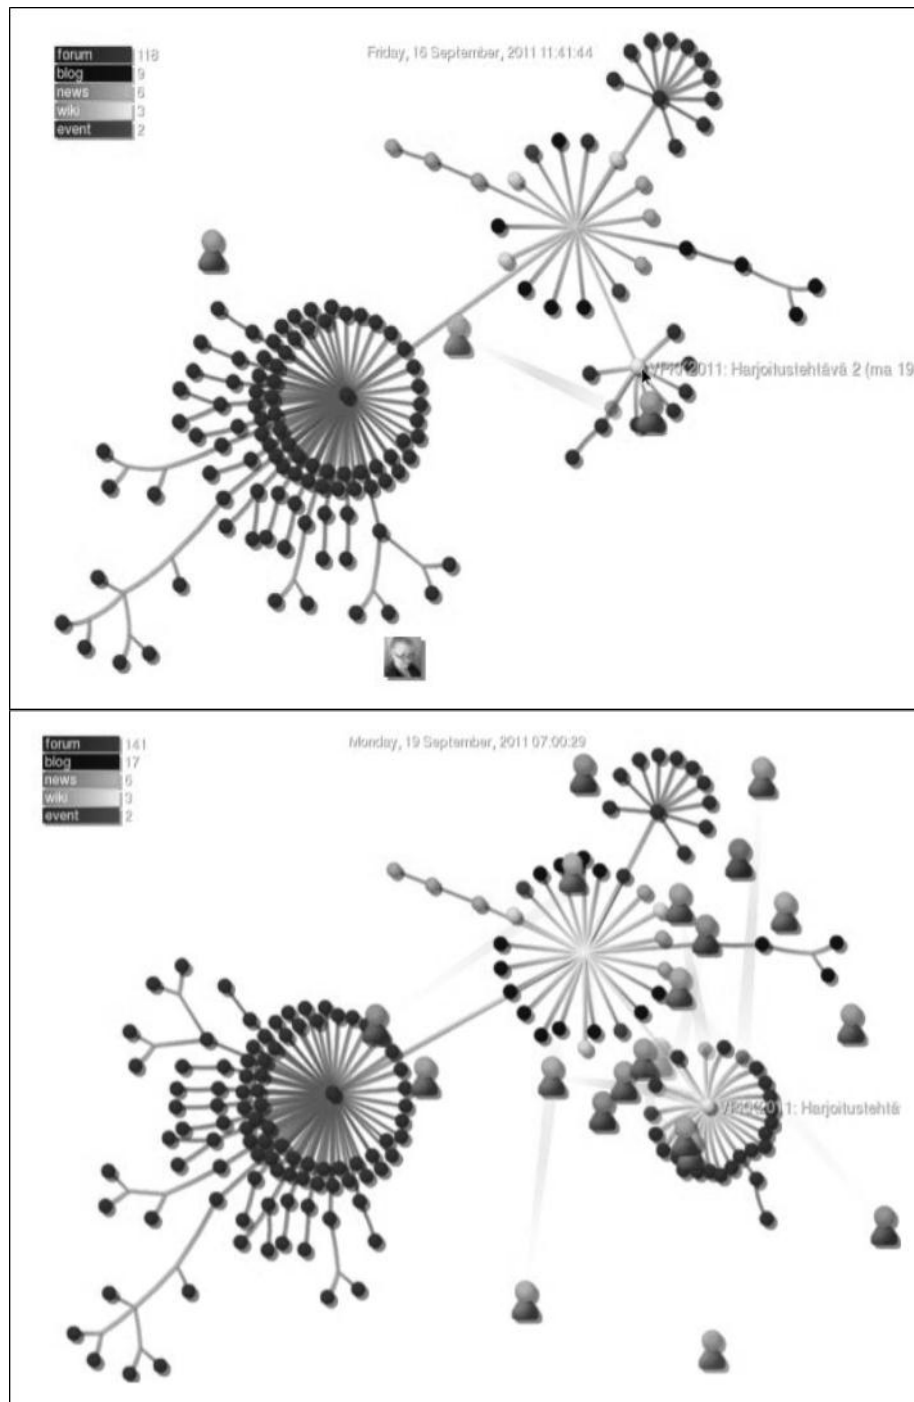 forum 118
blog 9
news 6
wiki 3
event 2
Friday, 16 September, 2011 11:41:44
2011: Harjoitustehtävä 2 (ma 19
forum 141
blog 17
news 6
wiki 3
event 2
Monday, 19 September, 2011 07:00:29
2011: Harjoitustehtä